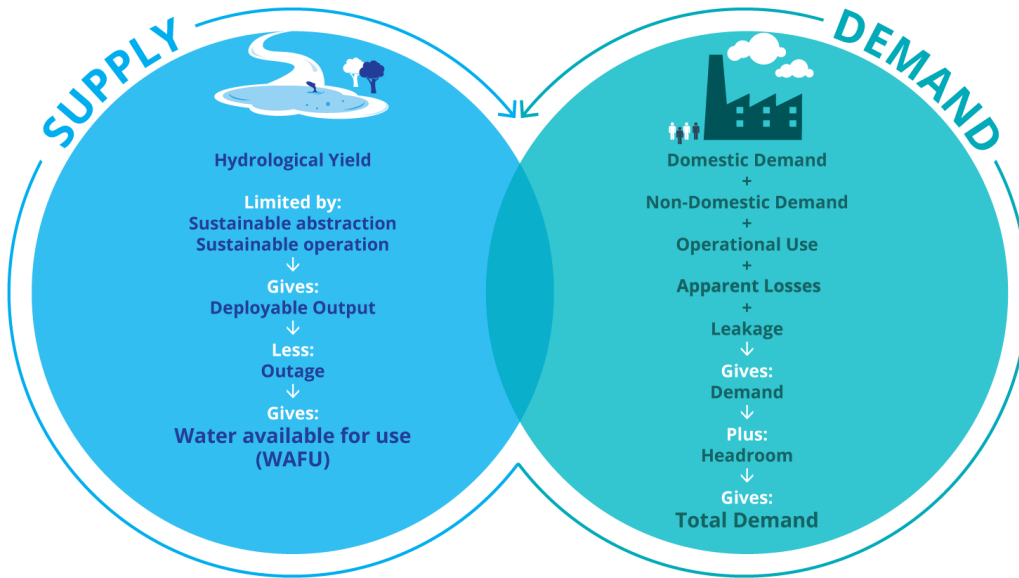 SUPPLY
Hydrological Yield
Limited by:
Sustainable abstraction
Sustainable operation
↓
Gives:
Deployable Output
↓
Less:
Outage
↓
Gives:
Water available for use
(WAFU)
DEMAND
Domestic Demand
+
Non-Domestic Demand
+
Operational Use
+
Apparent Losses
+
Leakage
↓
Gives:
Demand
↓
Plus:
Headroom
↓
Gives:
Total Demand